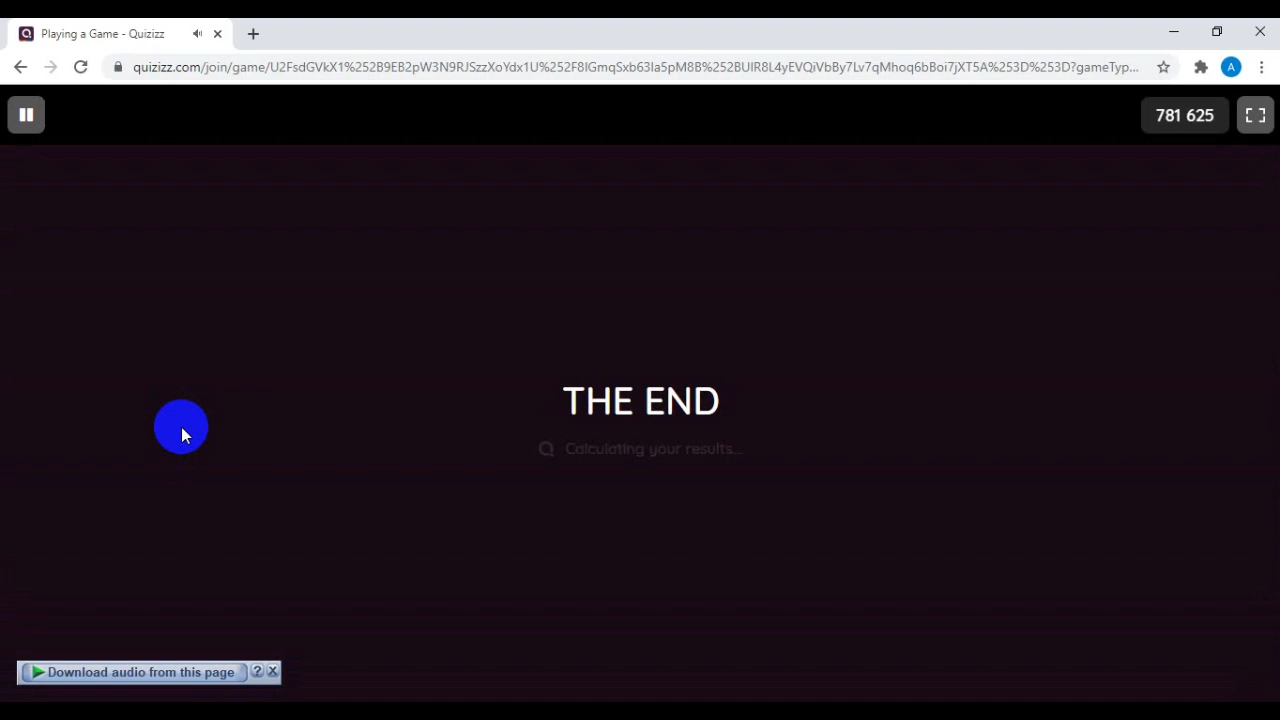 Playing a Game - Quizizz
quizizz.com/join/game/U2FsdGVkX1%252B9EB2pW3N9RJSzzXoYdx1U%252F8IGmqSxb63Ia5pM8B%252BUIR8L4yEVQiVbBy7Lv7qMhoq6bBoi7jXT5A%253D%253D?gameTyp...
A
781 625
THE END
Calculating your results...
Download audio from this page